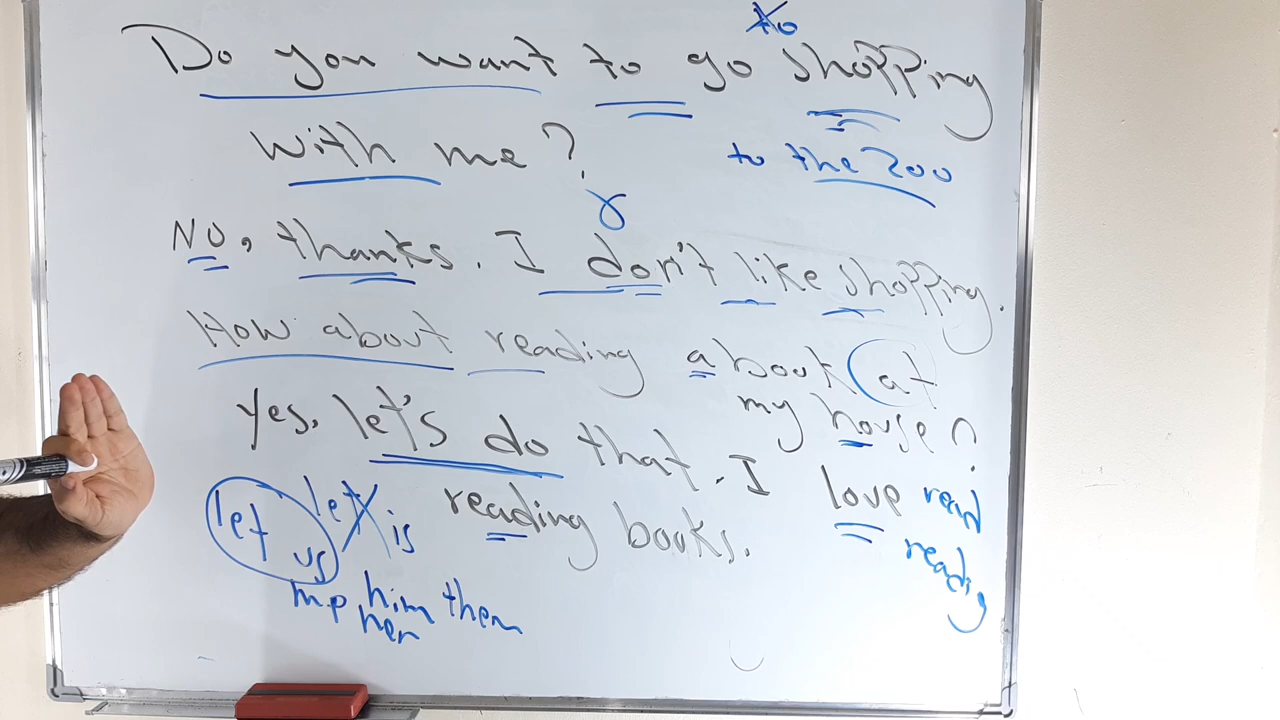 to
Do you want to go shopping
with me?
to the zoo
No, thanks. I don't like shopping.
How about reading a book at
my house?
Yes, let's do that. I love
reading books.
read
reading
let us
let is
me him them
her